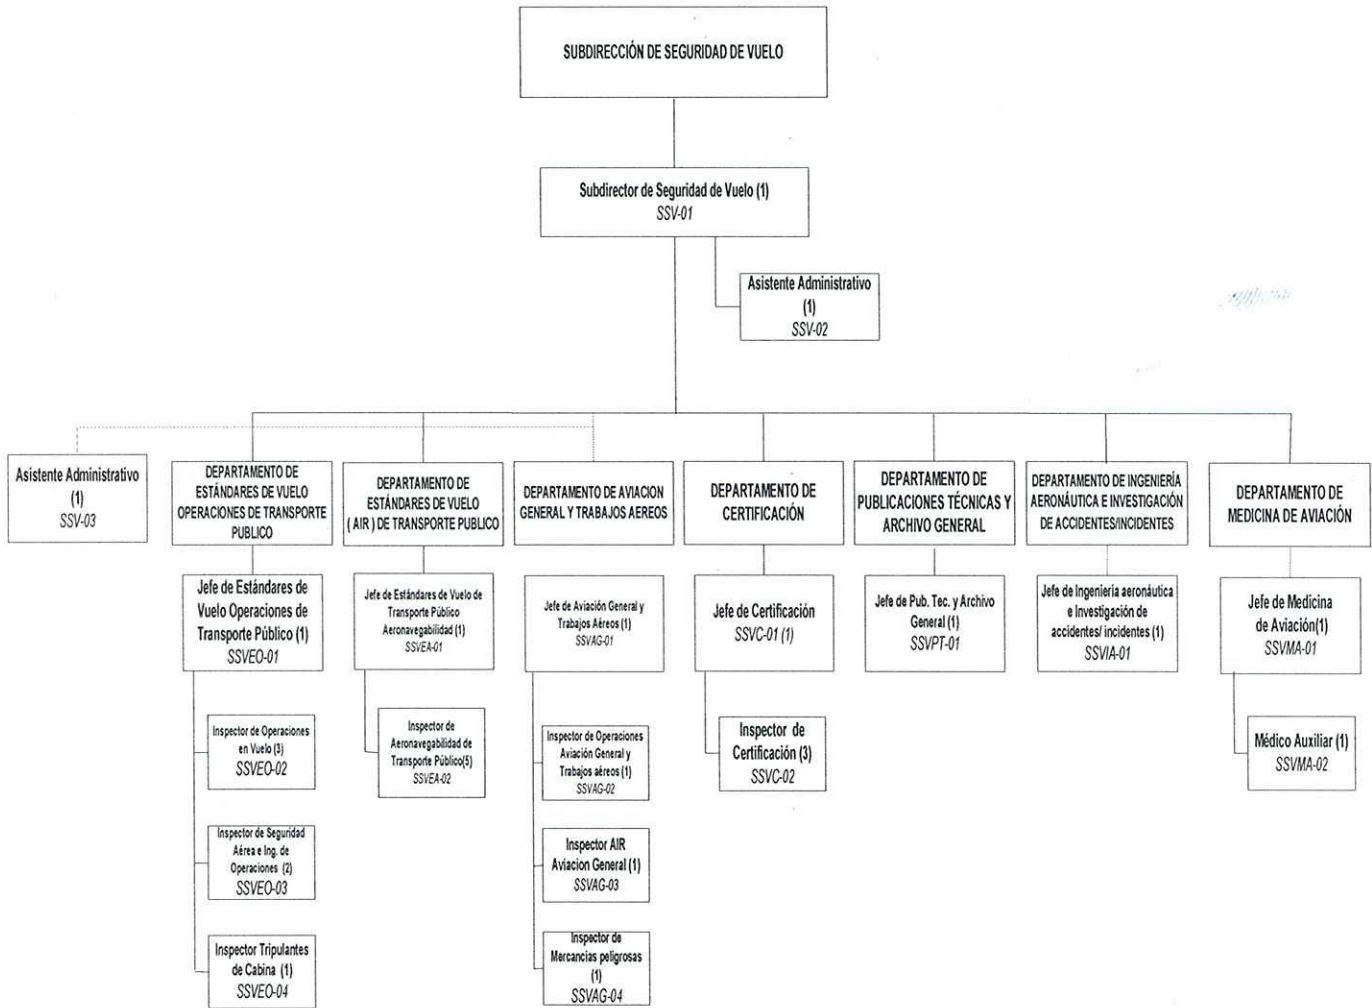 SUBDIRECCIÓN DE SEGURIDAD DE VUELO
Subdirector de Seguridad de Vuelo (1)
SSV-01
Asistente Administrativo
(1)
SSV-02
Asistente Administrativo
(1)
SSV-03
DEPARTAMENTO DE
ESTÁNDARES DE VUELO
OPERACIONES DE TRANSPORTE
PUBLICO
DEPARTAMENTO DE
ESTÁNDARES DE VUELO
( AIR ) DE TRANSPORTE PUBLICO
DEPARTAMENTO DE AVIACION
GENERAL Y TRABAJOS AEREOS
DEPARTAMENTO DE
CERTIFICACIÓN
DEPARTAMENTO DE
PUBLICACIONES TÉCNICAS Y
ARCHIVO GENERAL
DEPARTAMENTO DE INGENIERÍA
AERONÁUTICA E INVESTIGACIÓN
DE ACCIDENTES/INCIDENTES
DEPARTAMENTO DE
MEDICINA DE AVIACIÓN
Jefe de Estándares de
Vuelo Operaciones de
Transporte Público (1)
SSVEO-01
Jefe de Estándares de Vuelo de
Transporte Público
Aeronavegabilidad (1)
SSVEA-01
Jefe de Aviación General y
Trabajos Aéreos (1)
SSVAG-01
Jefe de Certificación
SSVC-01 (1)
Jefe de Pub. Tec. y Archivo
General (1)
SSVPT-01
Jefe de Ingeniería aeronáutica
e Investigación de
accidentes/ incidentes (1)
SSVIA-01
Jefe de Medicina
de Aviación(1)
SSVMA-01
Inspector de Operaciones
en Vuelo (3)
SSVEO-02
Inspector de
Aeronavegabilidad de
Transporte Público(5)
SSVEA-02
Inspector de Operaciones
Aviación General y
Trabajos aéreos (1)
SSVAG-02
Inspector de
Certificación (3)
SSVC-02
Médico Auxiliar (1)
SSVMA-02
Inspector de Seguridad
Aérea e Ing. de
Operaciones (2)
SSVEO-03
Inspector AIR
Aviacion General (1)
SSVAG-03
Inspector Tripulantes
de Cabina (1)
SSVEO-04
Inspector de
Mercancias peligrosas
(1)
SSVAG-04